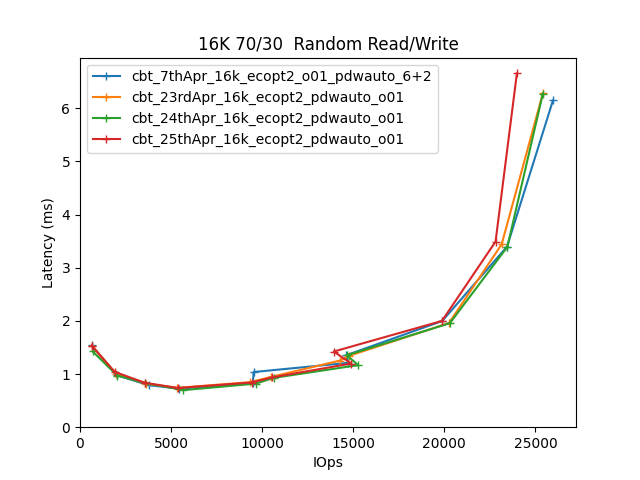 16K 70/30  Random Read/Write
cbt_7thApr_16k_ecopt2_o01_pdwauto_6+2
cbt_23rdApr_16k_ecopt2_pdwauto_o01
cbt_24thApr_16k_ecopt2_pdwauto_o01
cbt_25thApr_16k_ecopt2_pdwauto_o01
Latency (ms)
6
5
4
3
2
1
0
0 5000 10000 15000 20000 25000
IOps